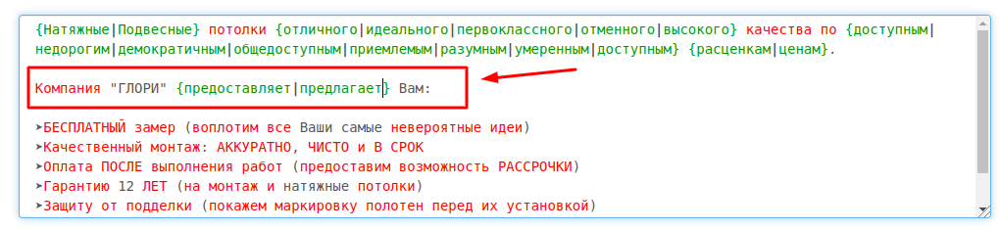 {Натяжные|Подвесные} потолки {отличного|идеального|первоклассного|отменного|высокого} качества по {доступным|
недорогим|демократичным|общедоступным|приемлемым|разумным|умеренным|доступным} {расценкам|ценам}.
Компания "ГЛОРИ" {предоставляет|предлагает} Вам:
➤БЕСПЛАТНЫЙ замер (воплотим все Ваши самые невероятные идеи)
➤Качественный монтаж: АККУРАТНО, ЧИСТО и В СРОК
➤Оплата ПОСЛЕ выполнения работ (предоставим возможность РАССРОЧКИ)
➤Гарантию 12 ЛЕТ (на монтаж и натяжные потолки)
➤Защиту от подделки (покажем маркировку полотен перед их установкой)